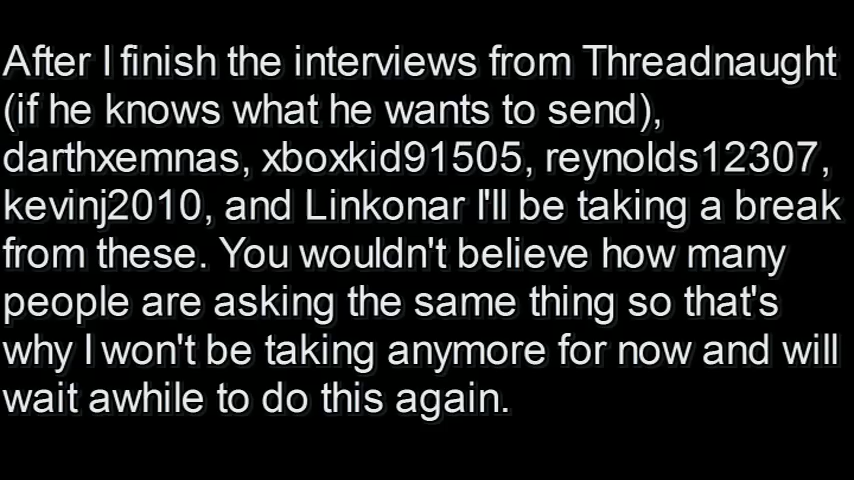 After I finish the interviews from Threadnaught
(if he knows what he wants to send),
darthxemnas, xboxkid91505, reynolds12307,
kevinj2010, and Linkonar I'll be taking a break
from these. You wouldn't believe how many
people are asking the same thing so that's
why I won't be taking anymore for now and will
wait awhile to do this again.